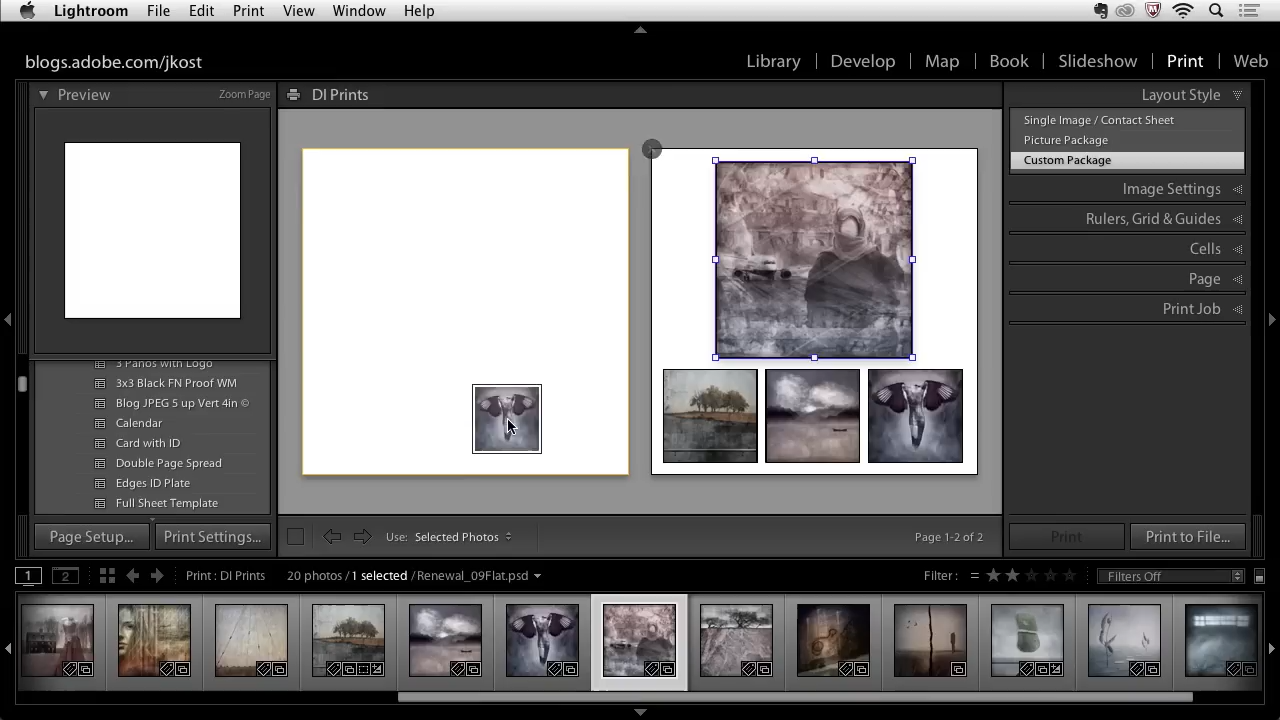 Lightroom File Edit Print View Window Help
blogs.adobe.com/jkost
Library | Develop | Map | Book | Slideshow | Print | Web
Preview Zoom Page
DI Prints
Layout Style
Single Image / Contact Sheet
Picture Package
Custom Package
Image Settings
Rulers, Grid & Guides
Cells
Page
Print Job
3 Panos with Logo
3x3 Black FN Proof WM
Blog JPEG 5 up Vert 4in ©
Calendar
Card with ID
Double Page Spread
Edges ID Plate
Full Sheet Template
Page Setup... Print Settings...
Use: Selected Photos
Page 1-2 of 2
Print Print to File...
1 2 Print : DI Prints 20 photos / 1 selected / Renewal_09Flat.psd
Filter : = Filters Off